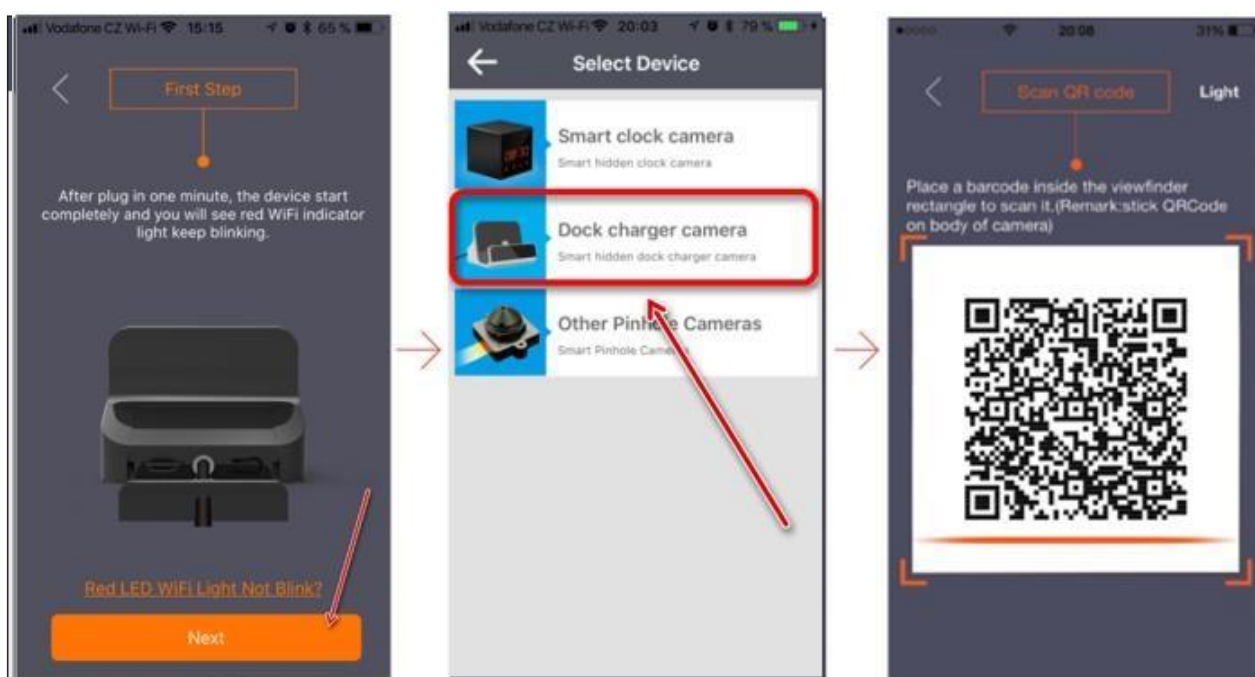 Vodafone CZ Wi-Fi 15:15 65 %
First Step
After plug in one minute, the device start
completely and you will see red WiFi indicator
light keep blinking.
Red LED WiFi Light Not Blink?
Next
Vodafone CZ Wi-Fi 20:03 79 %
Select Device
Smart clock camera
Smart hidden clock camera
Dock charger camera
Smart hidden dock charger camera
Other Pinhole Cameras
Smart Pinhole Cameras
20:08 31%
Scan QR code
Light
Place a barcode inside the viewfinder
rectangle to scan it.(Remark:stick QRCode
on body of camera)